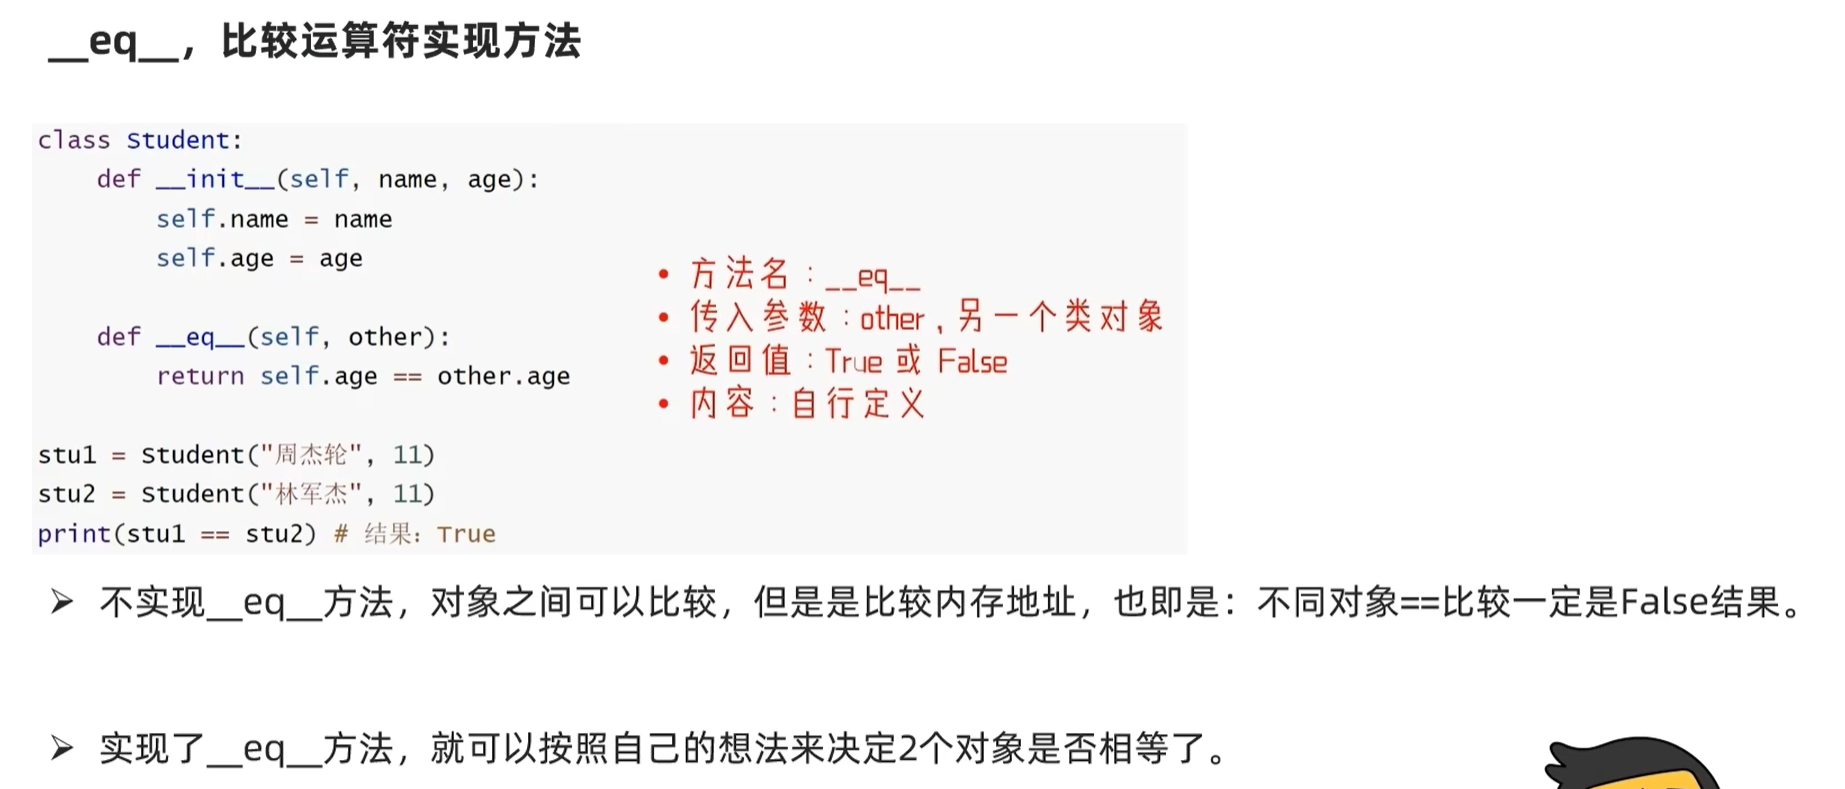 __eq__，比较运算符实现方法
class Student:
    def __init__(self, name, age):
        self.name = name
        self.age = age
    def __eq__(self, other):
        return self.age == other.age
• 方法名：__eq__
• 传入参数：other，另一个类对象
• 返回值：True 或 False
• 内容：自行定义
stu1 = Student("周杰轮", 11)
stu2 = Student("林军杰", 11)
print(stu1 == stu2) # 结果：True
➢ 不实现__eq__方法，对象之间可以比较，但是是比较内存地址，也即是：不同对象==比较一定是False结果。
➢ 实现了__eq__方法，就可以按照自己的想法来决定2个对象是否相等了。